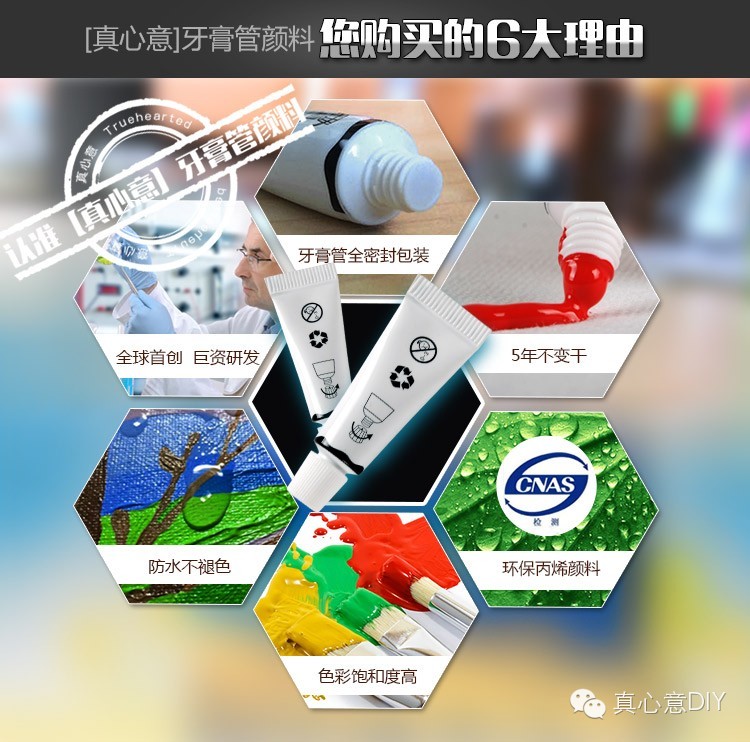 [真心意]牙膏管颜料 您购买的6大理由
Truehearted
真心意
认准【真心意】牙膏管颜料
牙膏管全密封包装
全球首创 巨资研发
5年不变干
防水不褪色
CNAS
检测
环保丙烯颜料
色彩饱和度高
真心意DIY